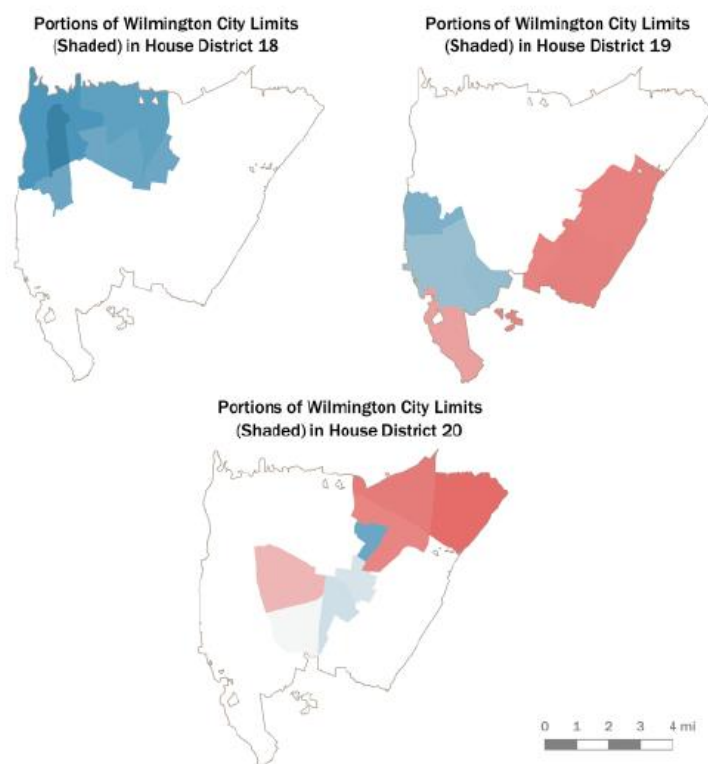 Portions of Wilmington City Limits
(Shaded) in House District 18
Portions of Wilmington City Limits
(Shaded) in House District 19
Portions of Wilmington City Limits
(Shaded) in House District 20
0 1 2 3 4 mi